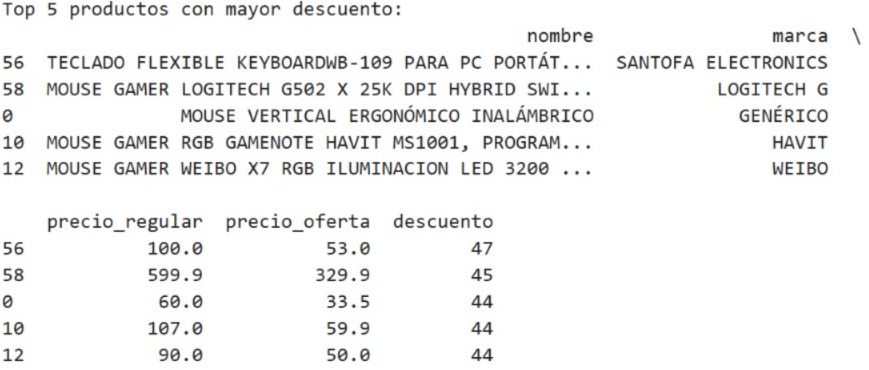 Top 5 productos con mayor descuento:
nombre marca \
56 TECLADO FLEXIBLE KEYBOARDWB-109 PARA PC PORTÁT... SANTOFA ELECTRONICS
58 MOUSE GAMER LOGITECH G502 X 25K DPI HYBRID SWI... LOGITECH G
0 MOUSE VERTICAL ERGONÓMICO INALÁMBRICO GENÉRICO
10 MOUSE GAMER RGB GAMENOTE HAVIT MS1001, PROGRAM... HAVIT
12 MOUSE GAMER WEIBO X7 RGB ILUMINACION LED 3200 ... WEIBO
precio_regular precio_oferta descuento
56 100.0 53.0 47
58 599.9 329.9 45
0 60.0 33.5 44
10 107.0 59.9 44
12 90.0 50.0 44